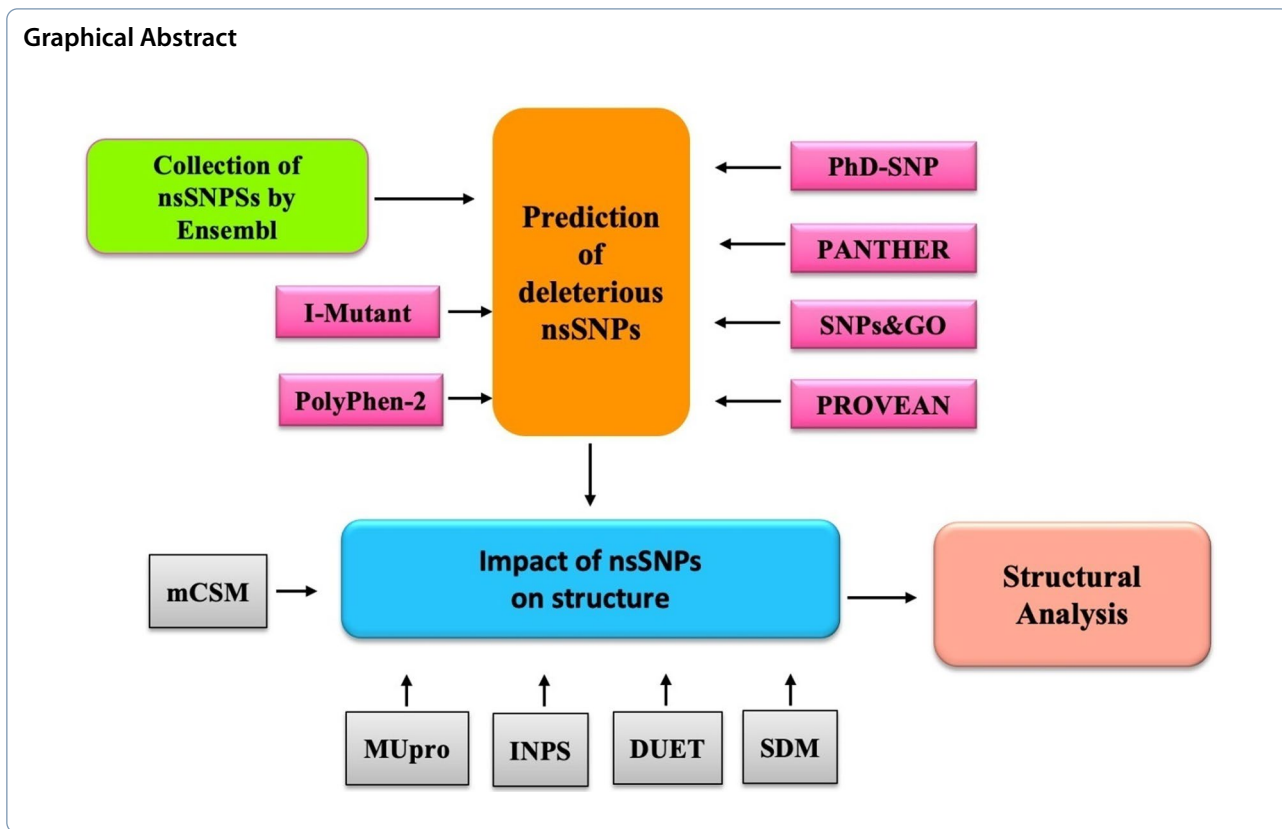 Graphical Abstract
Collection of
nsSNPSs by
Ensembl
I-Mutant
PolyPhen-2
Prediction
of
deleterious
nsSNPs
PhD-SNP
PANTHER
SNPs&GO
PROVEAN
mCSM
Impact of nsSNPs
on structure
Structural
Analysis
MUpro
INPS
DUET
SDM